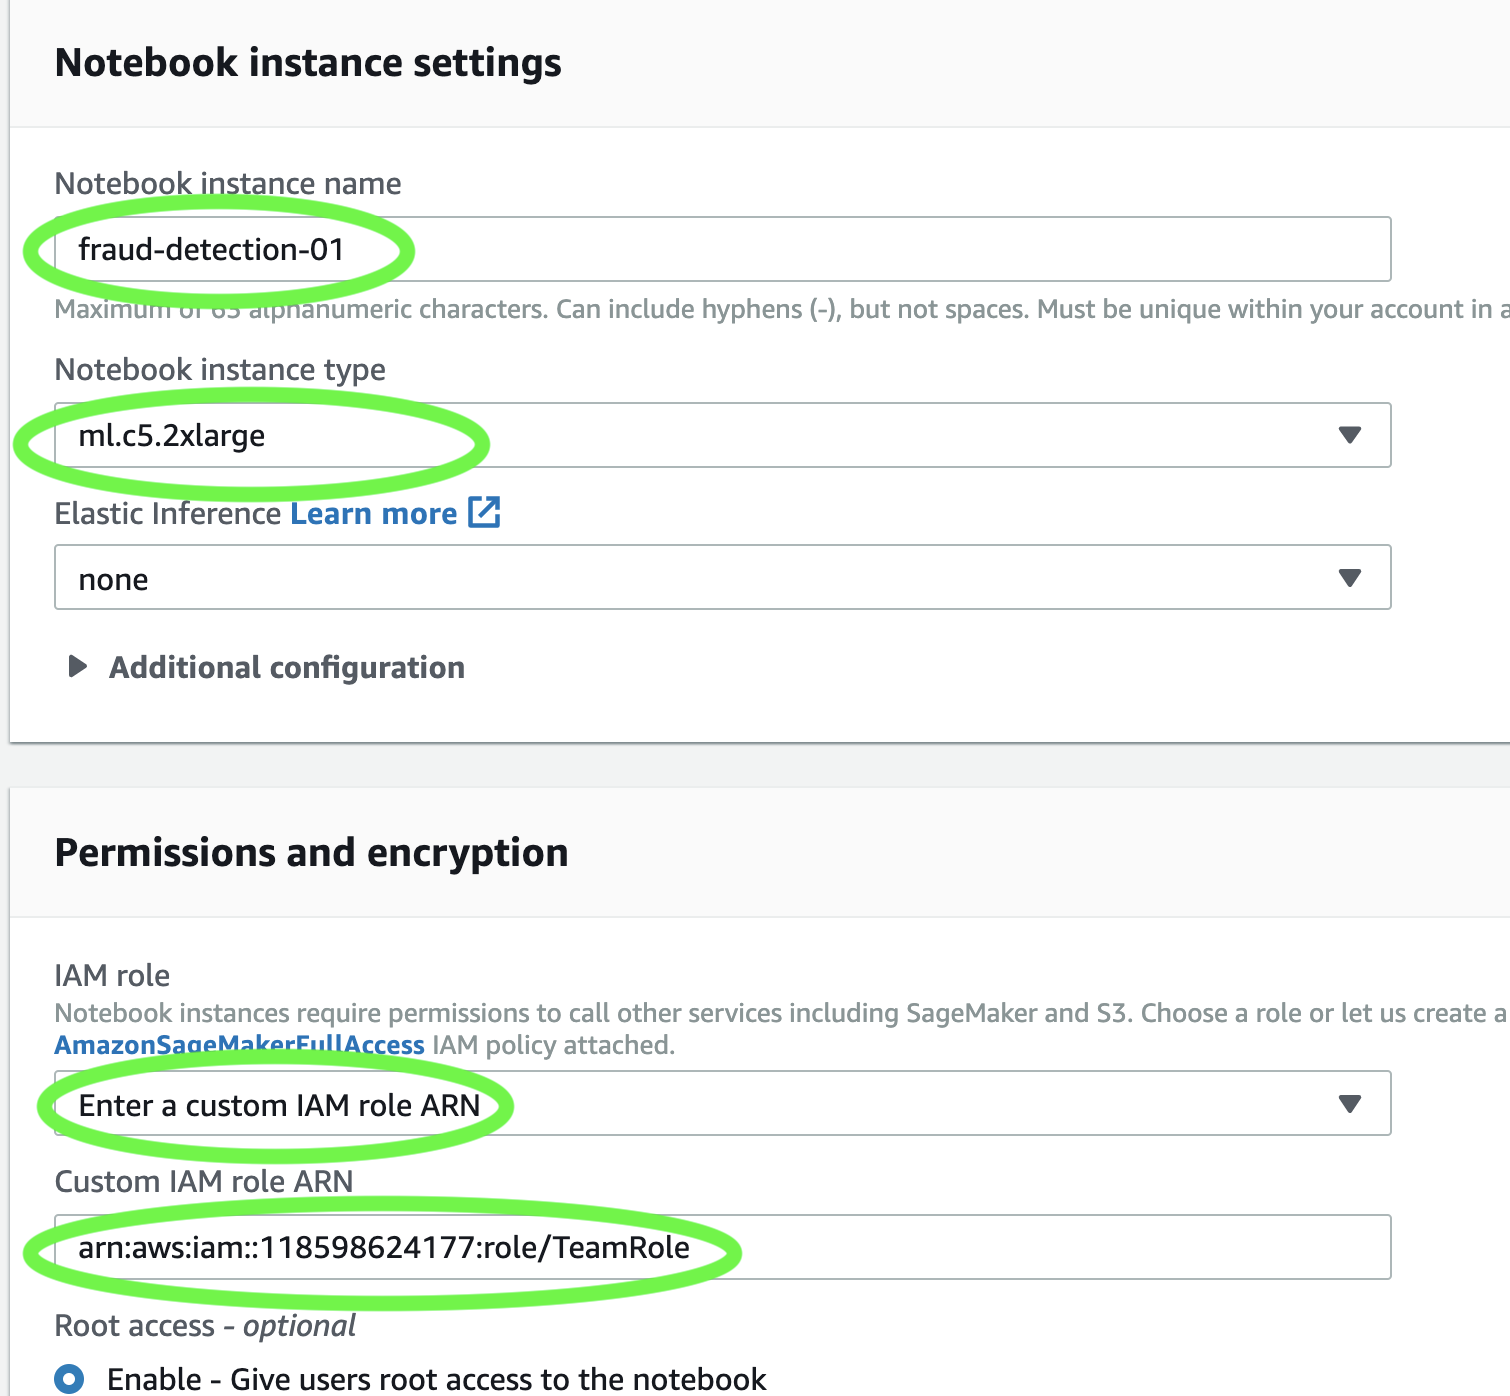 Notebook instance settings
Notebook instance name
fraud-detection-01
Maximum of 63 alphanumeric characters. Can include hyphens (-), but not spaces. Must be unique within your account in a
Notebook instance type
ml.c5.2xlarge
Elastic Inference Learn more
none
Additional configuration
Permissions and encryption
IAM role
Notebook instances require permissions to call other services including SageMaker and S3. Choose a role or let us create a
AmazonSageMakerFullAccess IAM policy attached.
Enter a custom IAM role ARN
Custom IAM role ARN
arn:aws:iam::118598624177:role/TeamRole
Root access - optional
Enable - Give users root access to the notebook